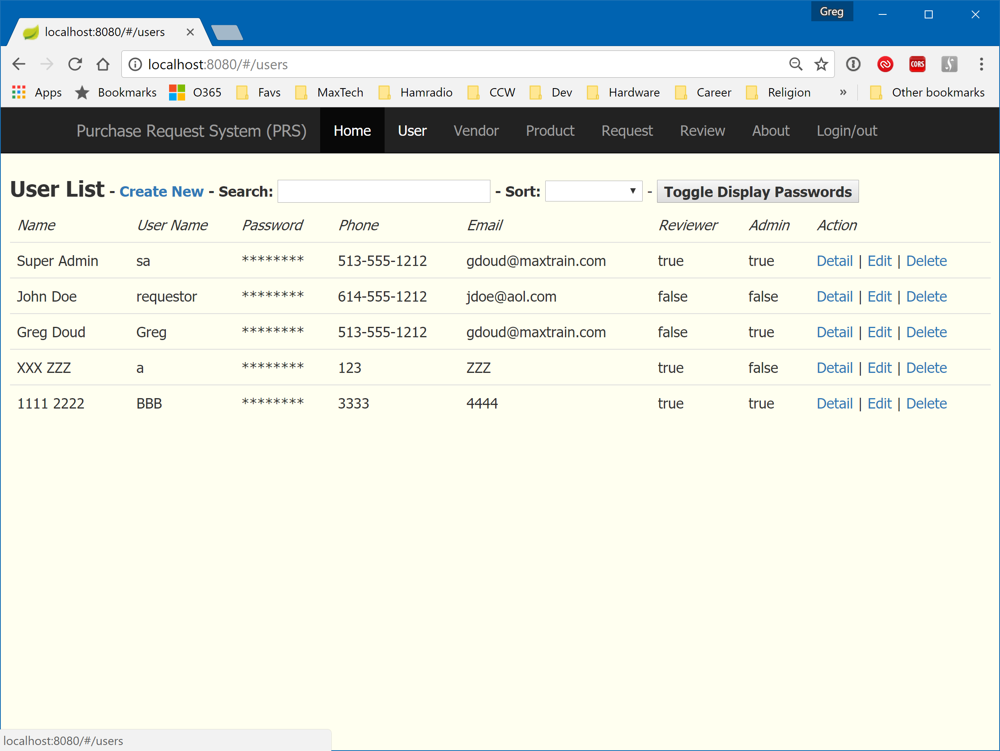 Greg
localhost:8080/#/users
localhost:8080/#/users
CORS
Apps Bookmarks O365 Favs MaxTech Hamradio CCW Dev Hardware Career Religion » Other bookmarks
Purchase Request System (PRS) Home User Vendor Product Request Review About Login/out
User List - Create New - Search: - Sort: - Toggle Display Passwords
Name User Name Password Phone Email Reviewer Admin Action
Super Admin sa ******** 513-555-1212 gdoud@maxtrain.com true true Detail | Edit | Delete
John Doe requestor ******** 614-555-1212 jdoe@aol.com false false Detail | Edit | Delete
Greg Doud Greg ******** 513-555-1212 gdoud@maxtrain.com false true Detail | Edit | Delete
XXX ZZZ a ******** 123 ZZZ true false Detail | Edit | Delete
1111 2222 BBB ******** 3333 4444 true true Detail | Edit | Delete
localhost:8080/#/users